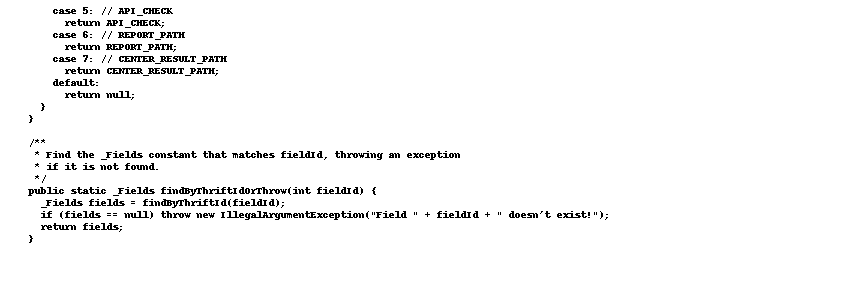 case 5: // API_CHECK
return API_CHECK;
case 6: // REPORT_PATH
return REPORT_PATH;
case 7: // CENTER_RESULT_PATH
return CENTER_RESULT_PATH;
default:
return null;
}
}
/**
* Find the _Fields constant that matches fieldId, throwing an exception
* if it is not found.
*/
public static _Fields findByThriftIdOrThrow(int fieldId) {
_Fields fields = findByThriftId(fieldId);
if (fields == null) throw new IllegalArgumentException("Field " + fieldId + " doesn't exist!");
return fields;
}